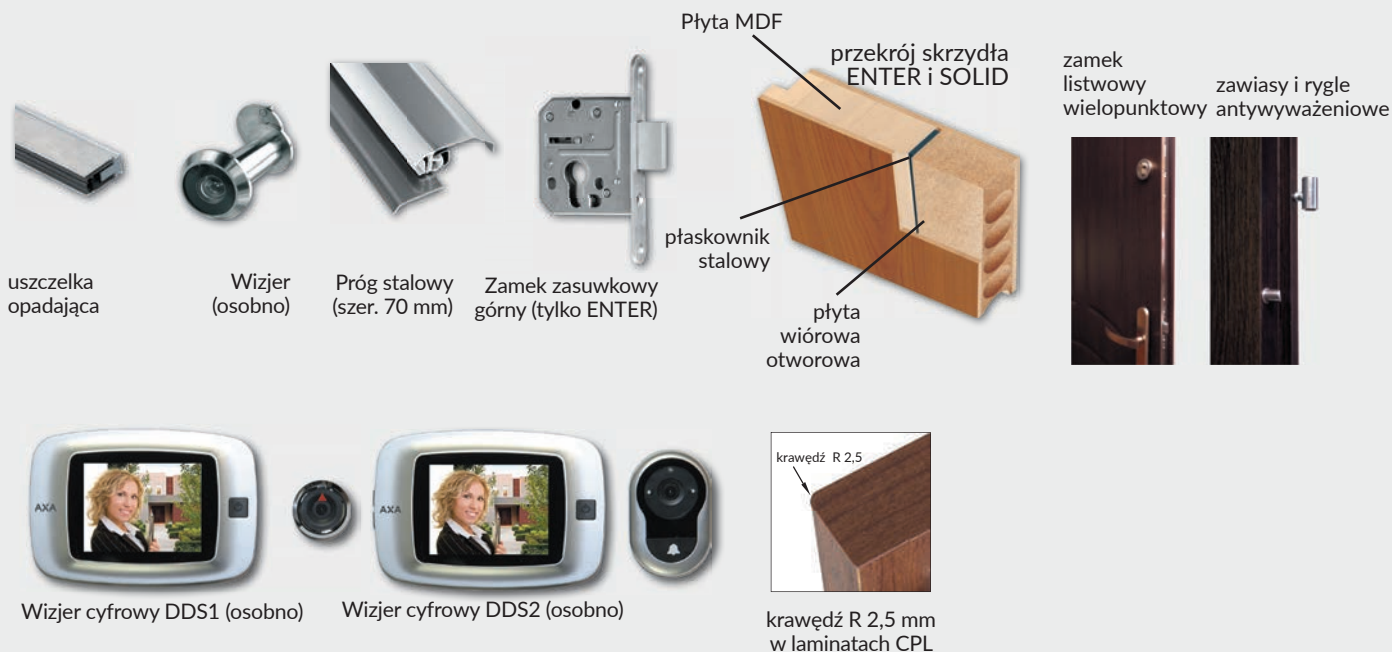 Płyta MDF
przekrój skrzydła
ENTER i SOLID
płaskownik
stalowy
płyta
wiórowa
otworowa
zamek
listwowy
wielopunktowy
zawiasy i rygle
antywyważeniowe
uszczelka
opadająca
Wizjer
(osobno)
Próg stalowy
(szer. 70 mm)
Zamek zasuwkowy
górny (tylko ENTER)
AXA
Wizjer cyfrowy DDS1 (osobno)
AXA
Wizjer cyfrowy DDS2 (osobno)
krawędź R 2,5
krawędź R 2,5 mm
w laminatach CPL